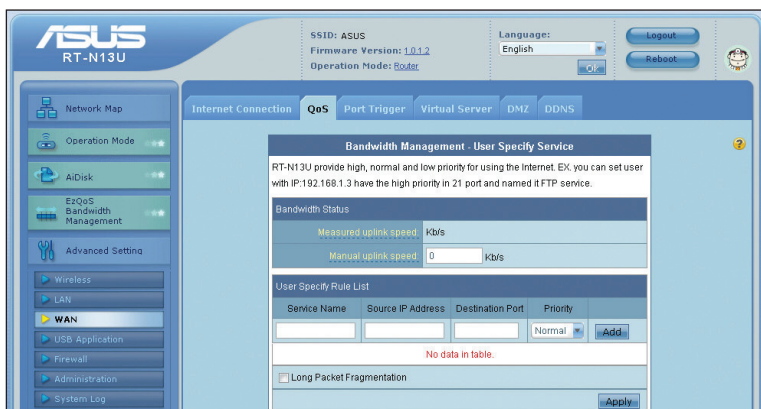 ASUS
RT-N13U
SSID: ASUS
Firmware Version: 1.0.1.2
Operation Mode: Router
Language:
English
OK
Logout
Reboot
Network Map
Operation Mode
AiDisk
EzQoS
Bandwidth
Management
Advanced Setting
Wireless
LAN
WAN
USB Application
Firewall
Administration
System Log
Internet Connection QoS Port Trigger Virtual Server DMZ DDNS
Bandwidth Management - User Specify Service
RT-N13U provide high, normal and low priority for using the Internet. EX. you can set user
with IP:192.168.1.3 have the high priority in 21 port and named it FTP service.
Bandwidth Status
Measured uplink speed: Kb/s
Manual uplink speed: 0 Kb/s
User Specify Rule List
Service Name Source IP Address Destination Port Priority
Normal Add
No data in table.
Long Packet Fragmentation
Apply
?